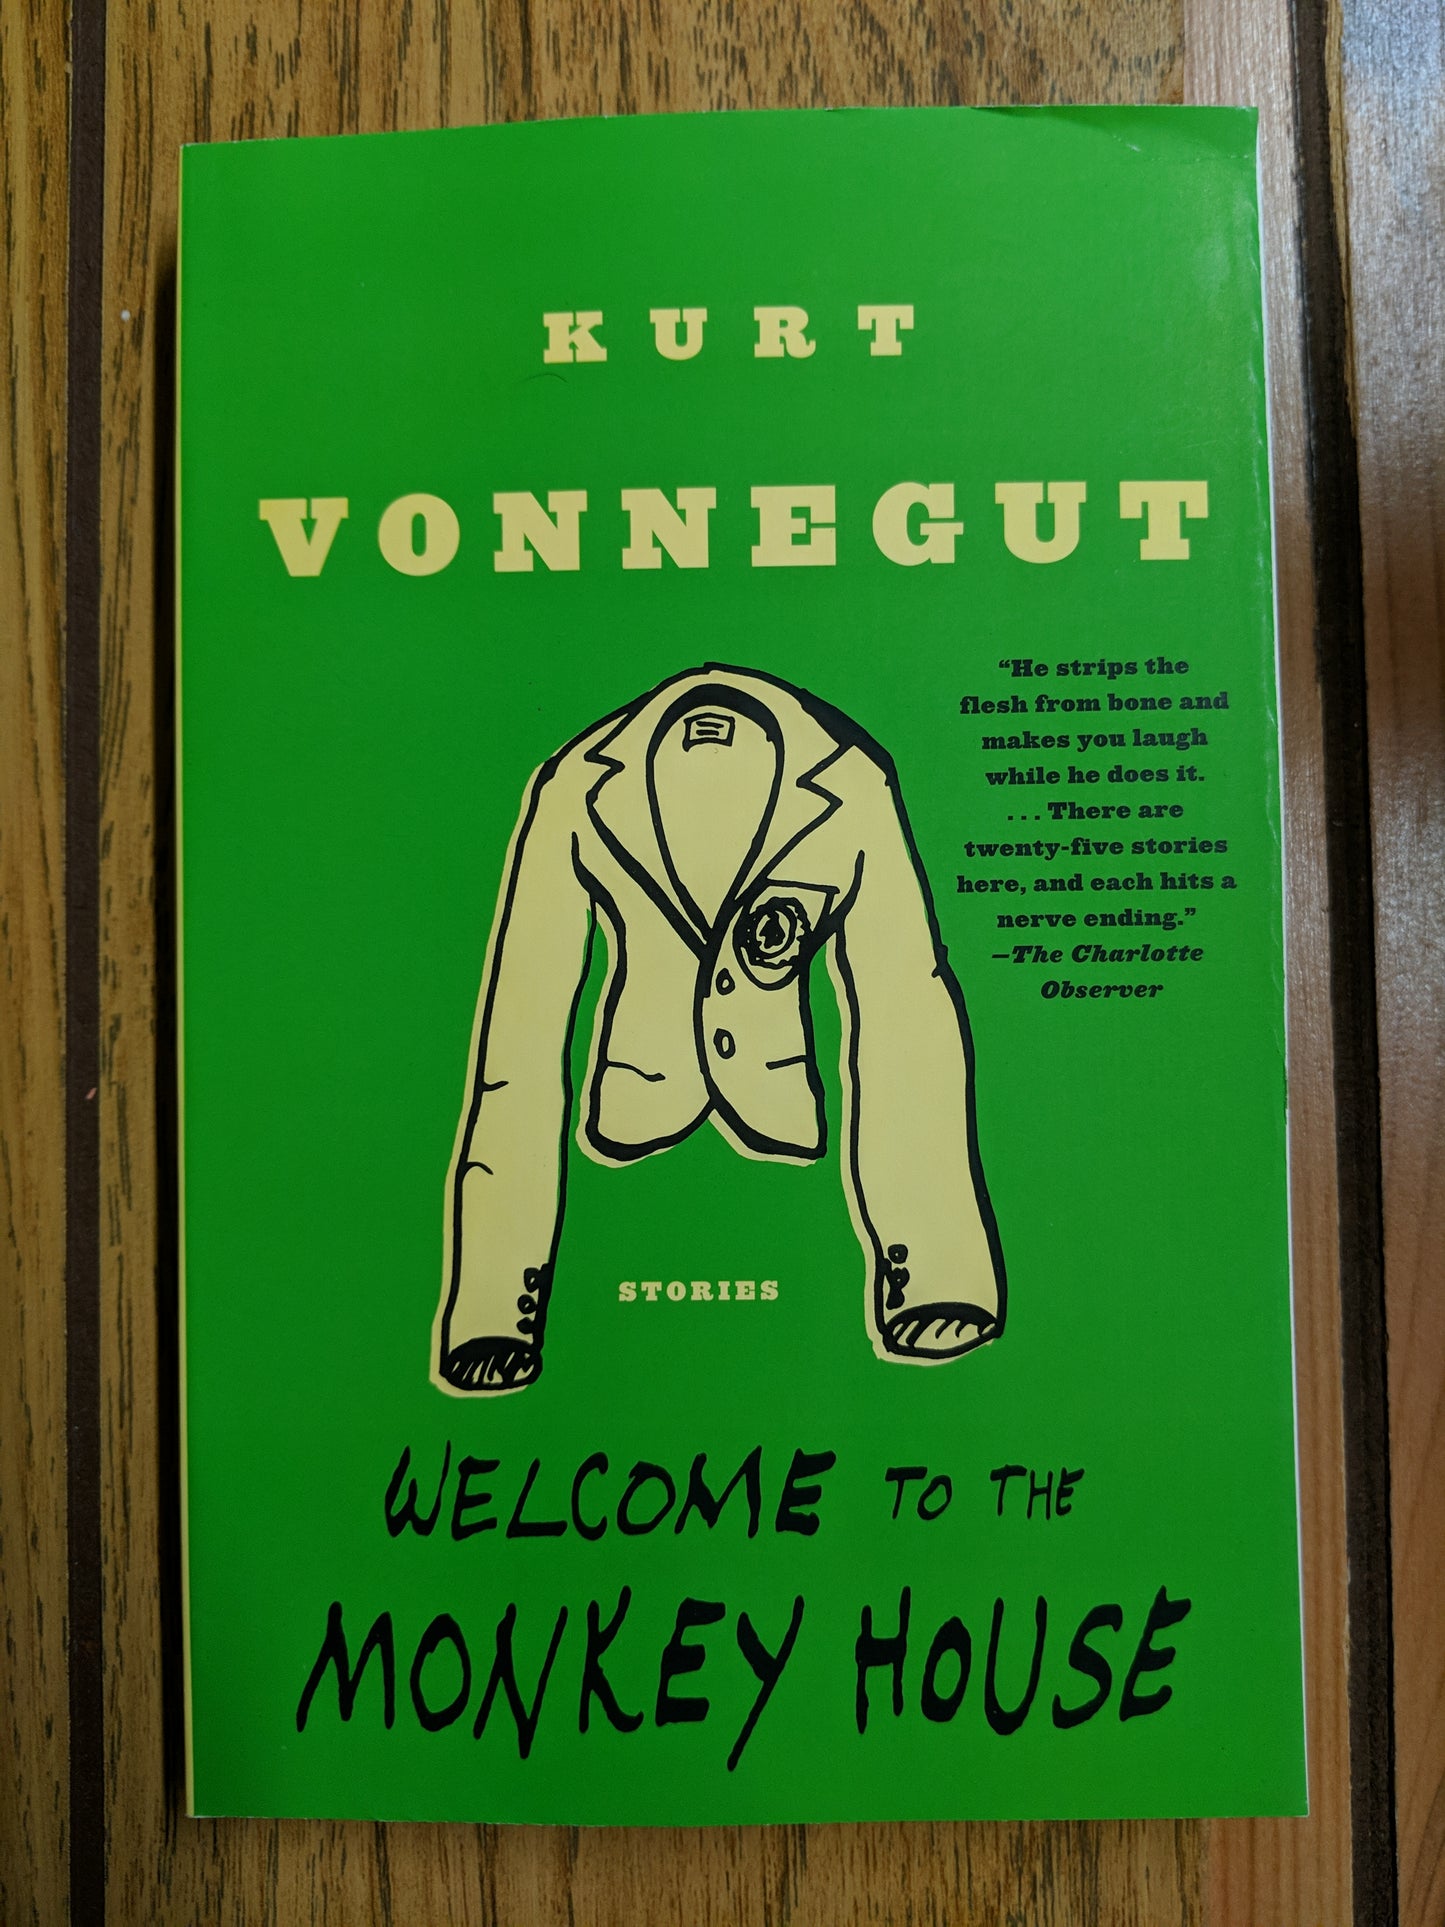 KURT
VONNEGUT
“He strips the
flesh from bone and
makes you laugh
while he does it.
. . . There are
twenty-five stories
here, and each hits a
nerve ending.”
—The Charlotte
Observer
STORIES
WELCOME TO THE
MONKEY HOUSE